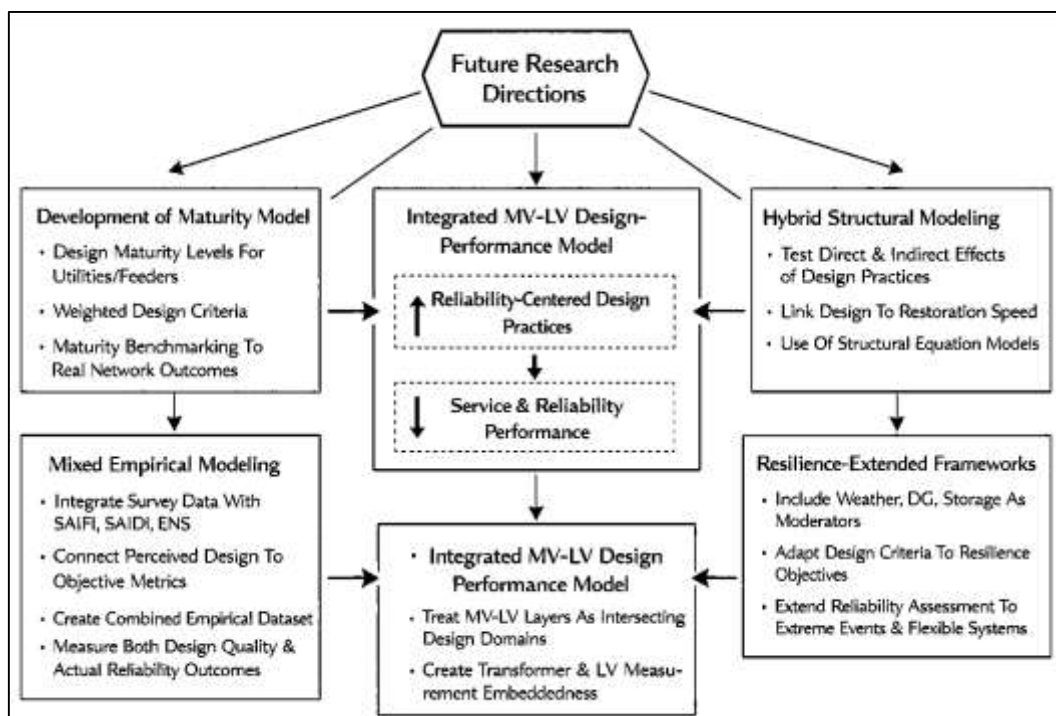 Future Research
Directions
Development of Maturity Model
• Design Maturity Levels For
Utilities/Feeders
• Weighted Design Criteria
• Maturity Benchmarking To
Real Network Outcomes
Integrated MV-LV Design-
Performance Model
Reliability-Centered Design
Practices
Service & Reliability
Performance
Hybrid Structural Modeling
• Test Direct & Indirect Effects
of Design Practices
• Link Design To Restoration Speed
• Use Of Structural Equation Models
Mixed Empirical Modeling
• Integrate Survey Data With
SAIFI, SAIDI, ENS
• Connect Perceived Design To
Objective Metrics
• Create Combined Empirical Dataset
• Measure Both Design Quality &
Actual Reliability Outcomes
• Integrated MV-LV Design
Performance Model
• Treat MV-LV Layers As Intersecting
Design Domains
• Create Transformer & LV Measu-
rement Embeddedness
Resilience-Extended Frameworks
• Include Weather, DG, Storage As
Moderators
• Adapt Design Criteria To Resilience
Objectives
• Extend Reliability Assessment To
Extreme Events & Flexible Systems